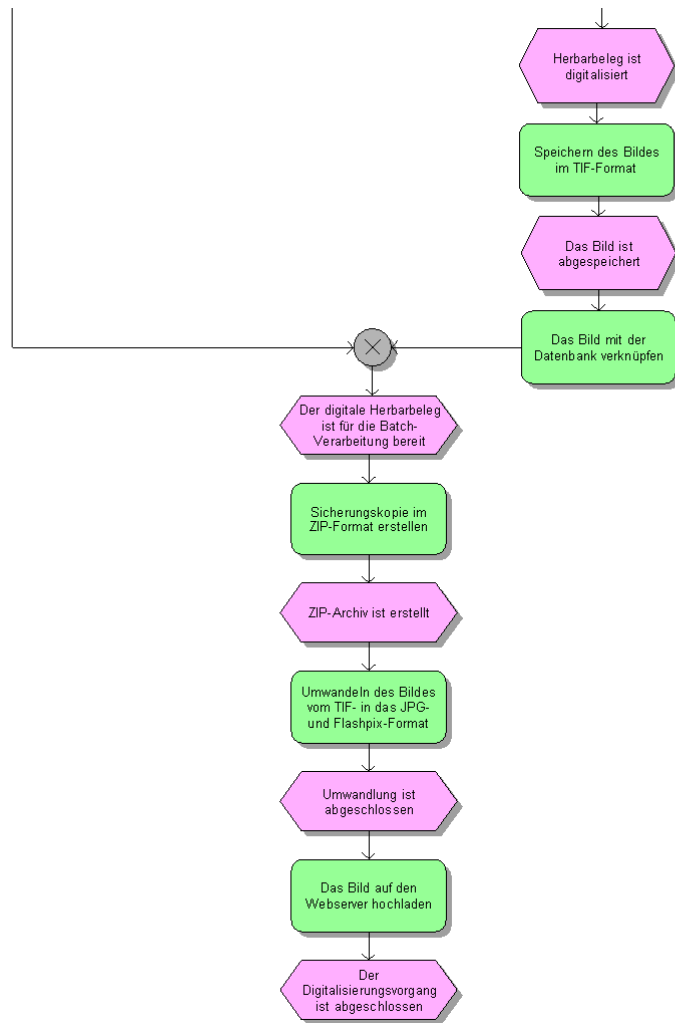 Herbarbeleg ist
digitalisiert
Speichern des Bildes
im TIF-Format
Das Bild ist
abgespeichert
Das Bild mit der
Datenbank verknüpfen
Der digitale Herbarbeleg
ist für die Batch-
Verarbeitung bereit
Sicherungskopie im
ZIP-Format erstellen
ZIP-Archiv ist erstellt
Umwandeln des Bildes
vom TIF- in das JPG-
und Flashpix-Format
Umwandlung ist
abgeschlossen
Das Bild auf den
Webserver hochladen
Der
Digitalisierungsvorgang
ist abgeschlossen